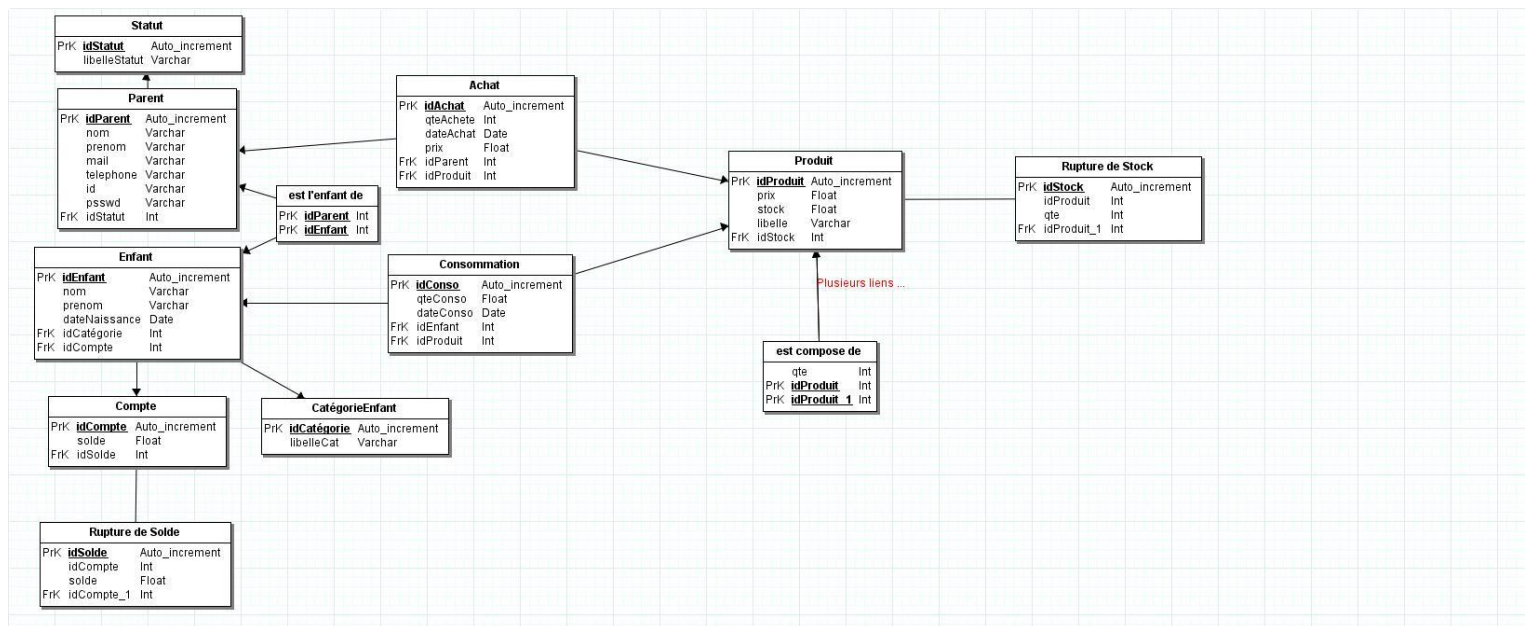 Statut
PrK idStatut Auto_increment
libelleStatut Varchar
Parent
PrK idParent Auto_increment
nom Varchar
prenom Varchar
mail Varchar
telephone Varchar
id Varchar
psswd Varchar
FrK idStatut Int
est l'enfant de
PrK idParent Int
PrK idEnfant Int
Enfant
PrK idEnfant Auto_increment
nom Varchar
prenom Varchar
dateNaissance Date
FrK idCatégorie Int
FrK idCompte Int
Compte
PrK idCompte Auto_increment
solde Float
FrK idSolde Int
CatégorieEnfant
PrK idCatégorie Auto_increment
libelleCat Varchar
Rupture de Solde
PrK idSolde Auto_increment
idCompte Int
solde Float
FrK idCompte_1 Int
Achat
PrK idAchat Auto_increment
qteAchete Int
dateAchat Date
prix Float
FrK idParent Int
FrK idProduit Int
Consommation
PrK idConso Auto_increment
qteConso Float
dateConso Date
FrK idEnfant Int
FrK idProduit Int
Produit
PrK idProduit Auto_increment
prix Float
stock Float
libelle Varchar
FrK idStock Int
Plusieurs liens ...
est compose de
qte Int
PrK idProduit Int
PrK idProduit_1 Int
Rupture de Stock
PrK idStock Auto_increment
idProduit Int
qte Int
FrK idProduit_1 Int